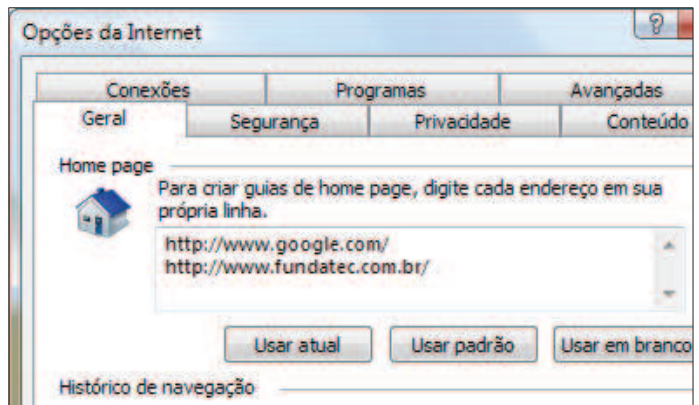 Opções da Internet
?
Conexões Programas Avançadas
Geral Segurança Privacidade Conteúdo
Home page
Para criar guias de home page, digite cada endereço em sua
própria linha.
http://www.google.com/
http://www.fundatec.com.br/
Usar atual Usar padrão Usar em branco
Histórico de navegação